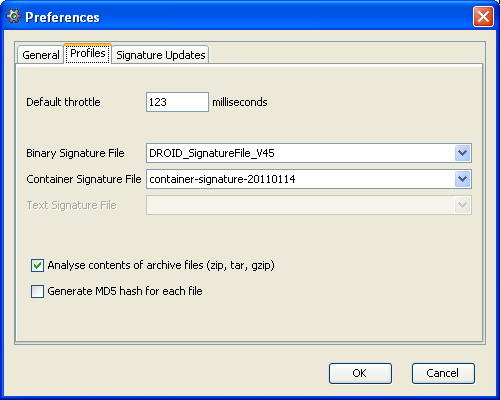 Preferences
General Profiles Signature Updates
Default throttle 123 milliseconds
Binary Signature File DROID_SignatureFile_V45
Container Signature File container-signature-20110114
Text Signature File
Analyse contents of archive files (zip, tar, gzip)
Generate MD5 hash for each file
OK Cancel